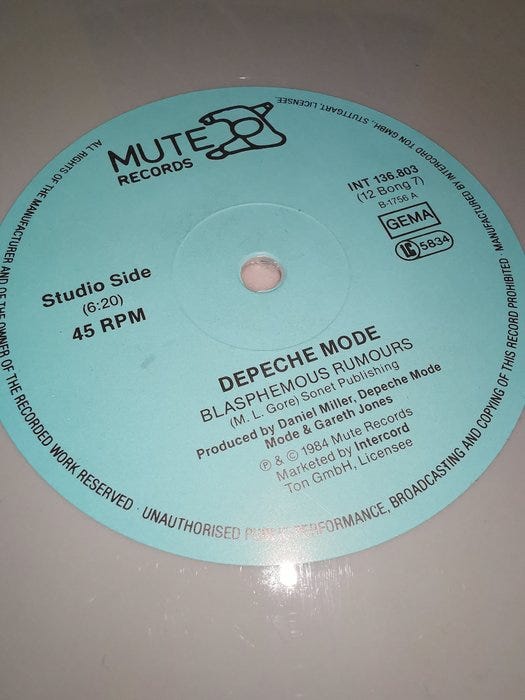 MUTE
RECORDS
INT 136.803
(12 Bong 7)
B-1756 A
GEMA
LC 5834
Studio Side
(6:20)
45 RPM
DEPECHE MODE
BLASPHEMOUS RUMOURS
(M. L. Gore) Sonet Publishing
Produced by Daniel Miller, Depeche Mode
Mode & Gareth Jones
℗ & © 1984 Mute Records
Marketed by Intercord
Ton GmbH, Licensee
ALL RIGHTS OF THE MANUFACTURER AND OF THE OWNER OF THE RECORDED WORK RESERVED · UNAUTHORISED PUBLIC PERFORMANCE, BROADCASTING AND COPYING OF THIS RECORD PROHIBITED · MANUFACTURED BY INTERCORD TON GMBH., STUTTGART, LICENSEE.